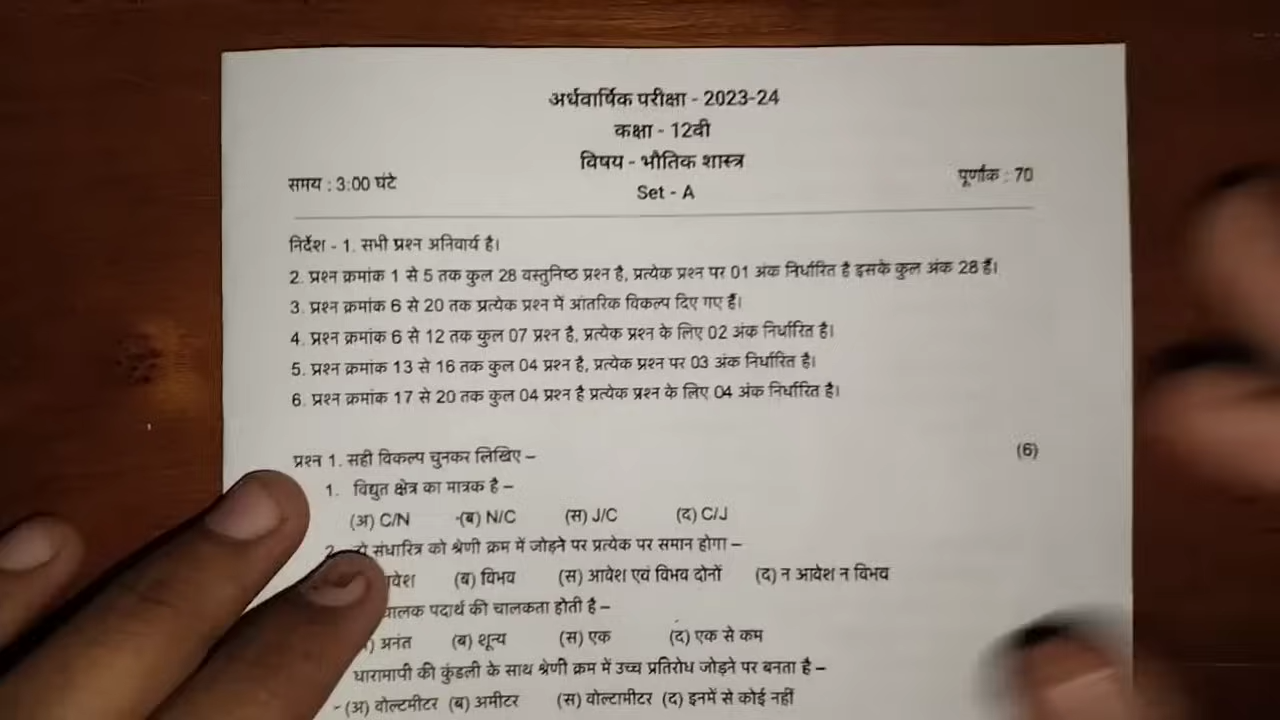 अर्धवार्षिक परीक्षा - 2023-24
कक्षा - 12वी
विषय - भौतिक शास्त्र
समय : 3:00 घंटे
Set - A
पूर्णांक : 70
निर्देश - 1. सभी प्रश्न अनिवार्य है।
2. प्रश्न क्रमांक 1 से 5 तक कुल 28 वस्तुनिष्ठ प्रश्न है, प्रत्येक प्रश्न पर 01 अंक निर्धारित है इसके कुल अंक 28 हैं।
3. प्रश्न क्रमांक 6 से 20 तक प्रत्येक प्रश्न में आंतरिक विकल्प दिए गए हैं।
4. प्रश्न क्रमांक 6 से 12 तक कुल 07 प्रश्न है, प्रत्येक प्रश्न के लिए 02 अंक निर्धारित है।
5. प्रश्न क्रमांक 13 से 16 तक कुल 04 प्रश्न है, प्रत्येक प्रश्न पर 03 अंक निर्धारित है।
6. प्रश्न क्रमांक 17 से 20 तक कुल 04 प्रश्न है प्रत्येक प्रश्न के लिए 04 अंक निर्धारित है।
प्रश्न 1. सही विकल्प चुनकर लिखिए – (6)
1. विद्युत क्षेत्र का मात्रक है –
(अ) C/N (ब) N/C (स) J/C (द) C/J
2. संधारित्र को श्रेणी क्रम में जोड़ने पर प्रत्येक पर समान होगा –
(ब) विभव (स) आवेश एवं विभव दोनों (द) न आवेश न विभव
पदार्थ की चालकता होती है –
अनंत (ब) शून्य (स) एक (द) एक से कम
धारामापी की कुंडली के साथ श्रेणी क्रम में उच्च प्रतिरोध जोड़ने पर बनता है –
(अ) वोल्टमीटर (ब) अमीटर (स) वोल्टामीटर (द) इनमें से कोई नहीं